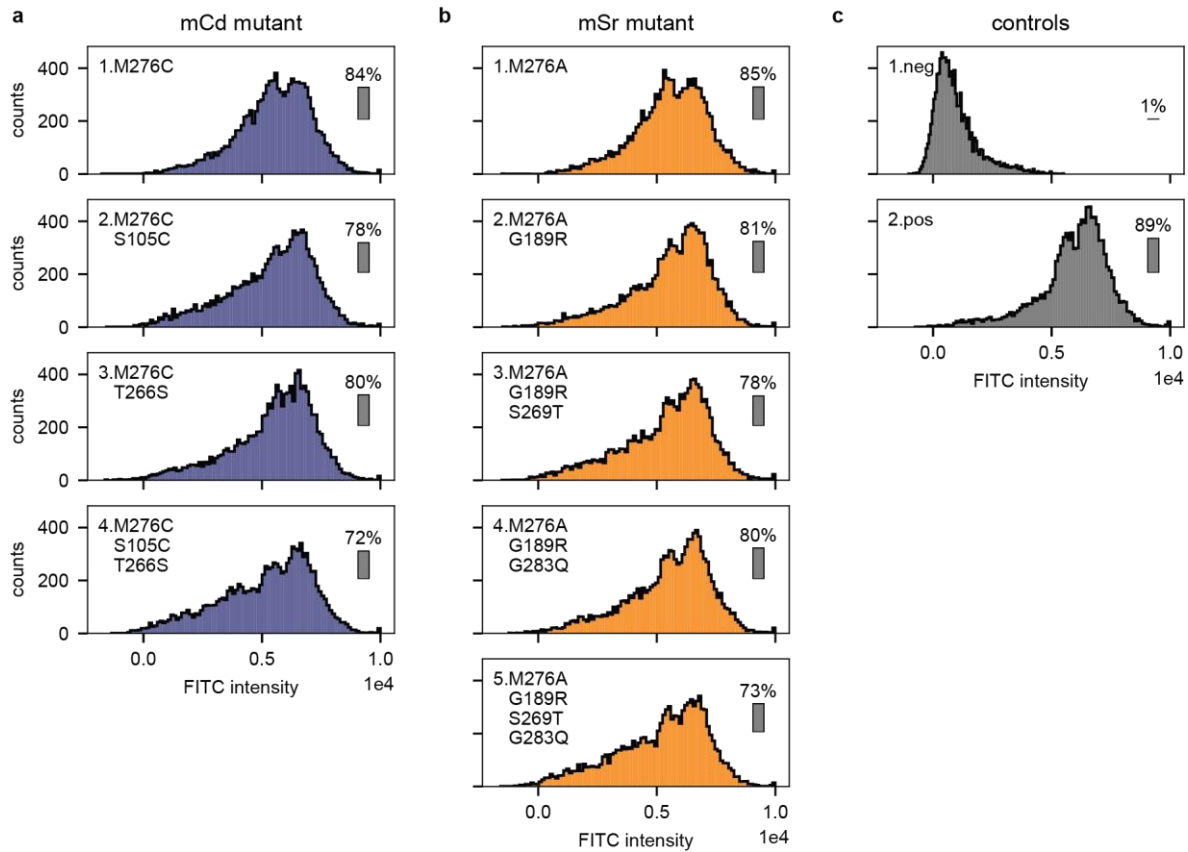 a
mCd mutant
counts
400
200
0
1.M276C
84%
400
200
0
counts
2.M276C
S105C
78%
400
200
0
counts
3.M276C
T266S
80%
400
200
0
counts
4.M276C
S105C
T266S
72%
0.0
0.5
1.0
1e4
FITC intensity
b
mSr mutant
1.M276A
85%
2.M276A
G189R
81%
3.M276A
G189R
S269T
78%
4.M276A
G189R
G283Q
80%
5.M276A
G189R
S269T
G283Q
73%
0.0
0.5
1.0
1e4
FITC intensity
c
controls
1.neg
1%
2.pos
89%
0.0
0.5
1.0
1e4
FITC intensity